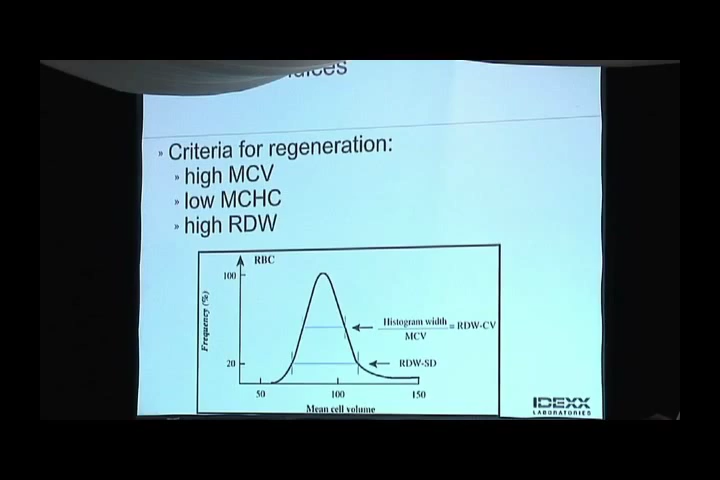 » Criteria for regeneration:
» high MCV
» low MCHC
» high RDW
RBC
100
20
Frequency (%)
Histogram width
MCV
= RDW-CV
RDW-SD
50
100
150
Mean cell volume
IDEXX
LABORATORIES